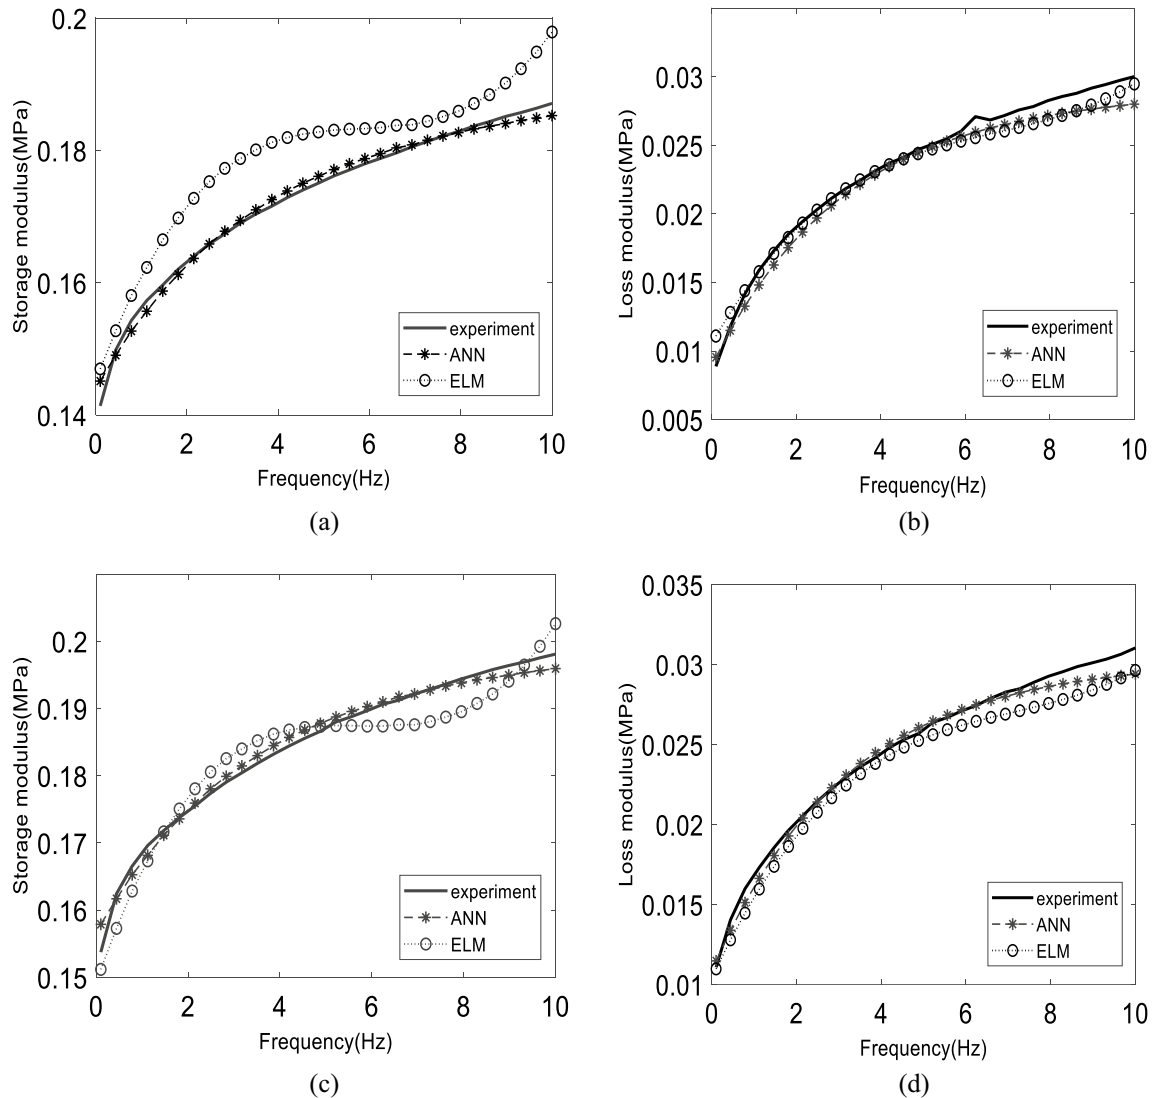 0.2
0.18
0.16
0.14
Storage modulus(MPa)
experiment
ANN
ELM
0 2 4 6 8 10
Frequency(Hz)
(a)
0.03
0.025
0.02
0.015
0.01
0.005
Loss modulus(MPa)
experiment
ANN
ELM
0 2 4 6 8 10
Frequency(Hz)
(b)
0.2
0.19
0.18
0.17
0.16
0.15
Storage modulus(MPa)
experiment
ANN
ELM
0 2 4 6 8 10
Frequency(Hz)
(c)
0.035
0.03
0.025
0.02
0.015
0.01
Loss modulus(MPa)
experiment
ANN
ELM
0 2 4 6 8 10
Frequency(Hz)
(d)